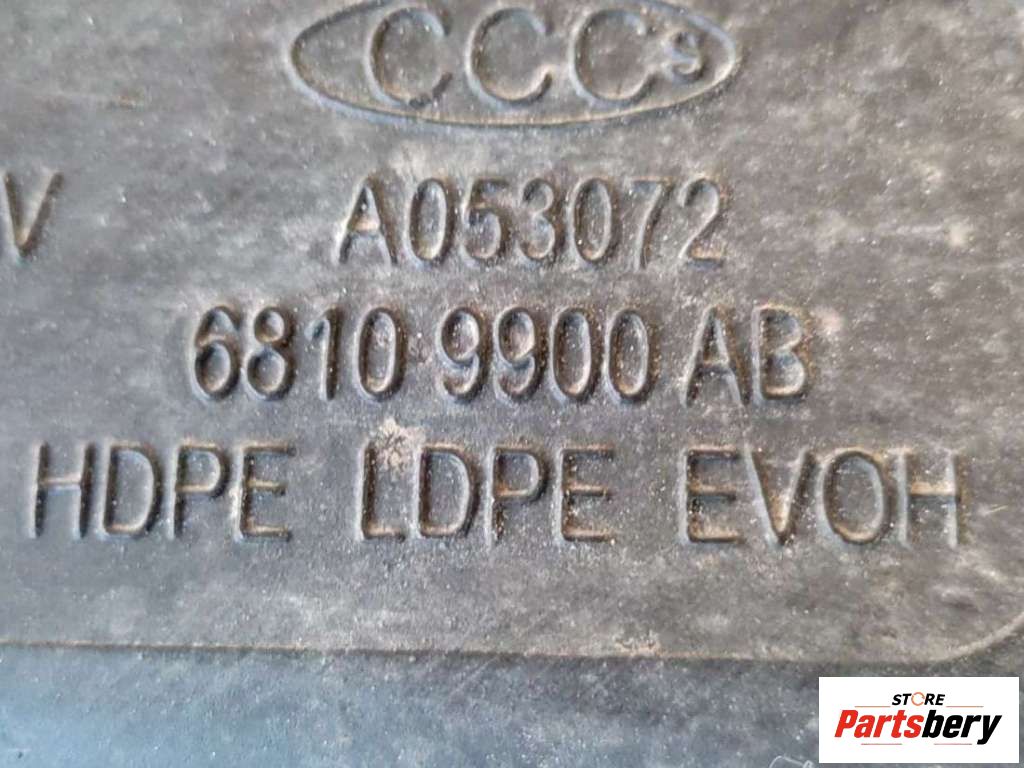 CCCS
V A053072
6810 9900 AB
HDPE LDPE EVOH
STORE
Partsbery